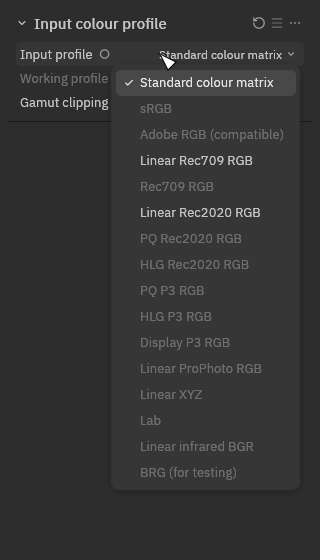 Input colour profile
Input profile Standard colour matrix
Working profile
Gamut clipping
Standard colour matrix
sRGB
Adobe RGB (compatible)
Linear Rec709 RGB
Rec709 RGB
Linear Rec2020 RGB
PQ Rec2020 RGB
HLG Rec2020 RGB
PQ P3 RGB
HLG P3 RGB
Display P3 RGB
Linear ProPhoto RGB
Linear XYZ
Lab
Linear infrared BGR
BRG (for testing)